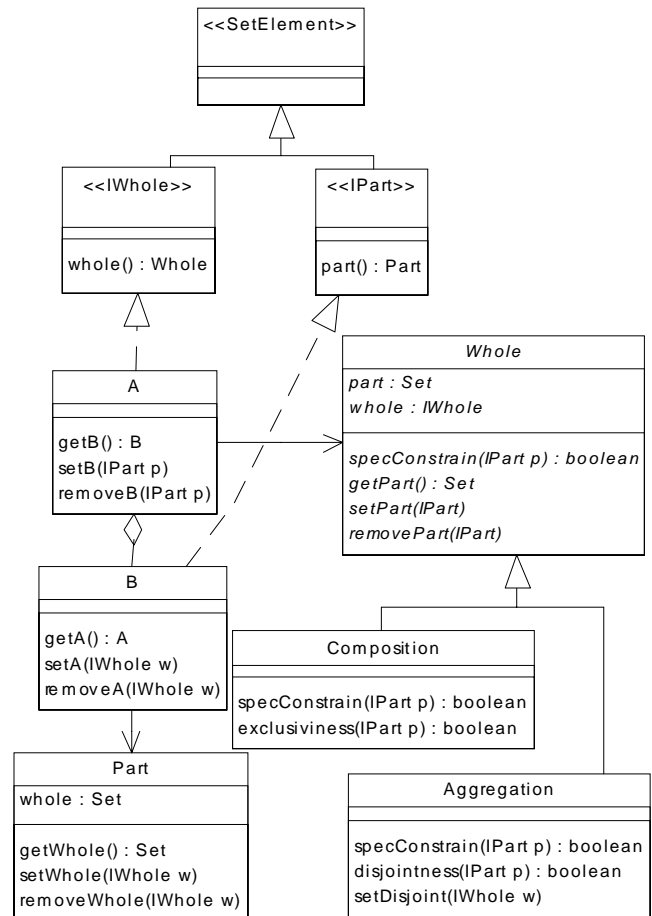 <<SetElement>>
<<IWhole>>
whole() : Whole
<<IPart>>
part() : Part
A
getB() : B
setB(IPart p)
removeB(IPart p)
Whole
part : Set
whole : IWhole
specConstrain(IPart p) : boolean
getPart() : Set
setPart(IPart)
removePart(IPart)
B
getA() : A
setA(IWhole w)
removeA(IWhole w)
Composition
specConstrain(IPart p) : boolean
exclusiviness(IPart p) : boolean
Part
whole : Set
getWhole() : Set
setWhole(IWhole w)
removeWhole(IWhole w)
Aggregation
specConstrain(IPart p) : boolean
disjointness(IPart p) : boolean
setDisjoint(IWhole w)